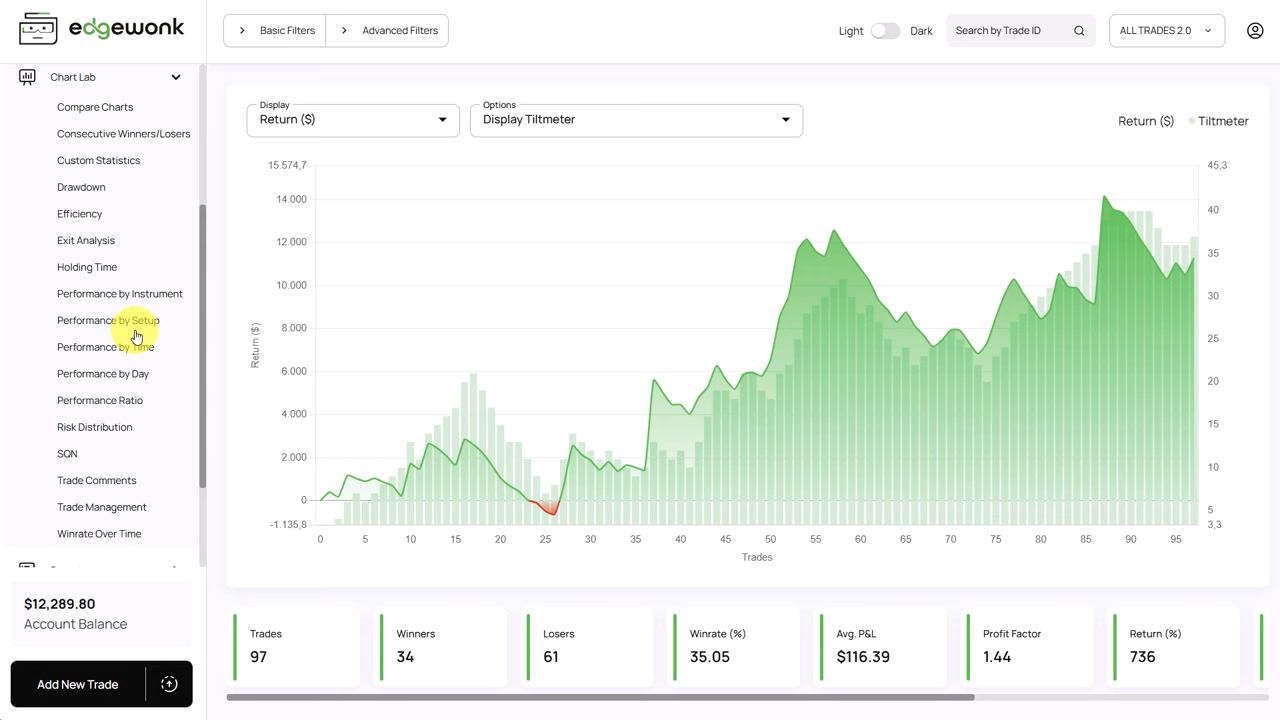 edgewonk
Basic Filters
Advanced Filters
Light
Dark
Search by Trade ID
ALL TRADES 2.0
Chart Lab
Compare Charts
Consecutive Winners/Losers
Custom Statistics
Drawdown
Efficiency
Exit Analysis
Holding Time
Performance by Instrument
Performance by Setup
Performance by Time
Performance by Day
Performance Ratio
Risk Distribution
SQN
Trade Comments
Trade Management
Winrate Over Time
$12,289.80
Account Balance
Add New Trade
Display
Return ($)
Options
Display Tiltmeter
Return ($)
Tiltmeter
15.574,7
14.000
12.000
10.000
8.000
6.000
4.000
2.000
0
-1.135,8
Return ($)
45,3
40
35
30
25
20
15
10
5
3,3
0 5 10 15 20 25 30 35 40 45 50 55 60 65 70 75 80 85 90 95
Trades
Trades
97
Winners
34
Losers
61
Winrate (%)
35.05
Avg. P&L
$116.39
Profit Factor
1.44
Return (%)
736